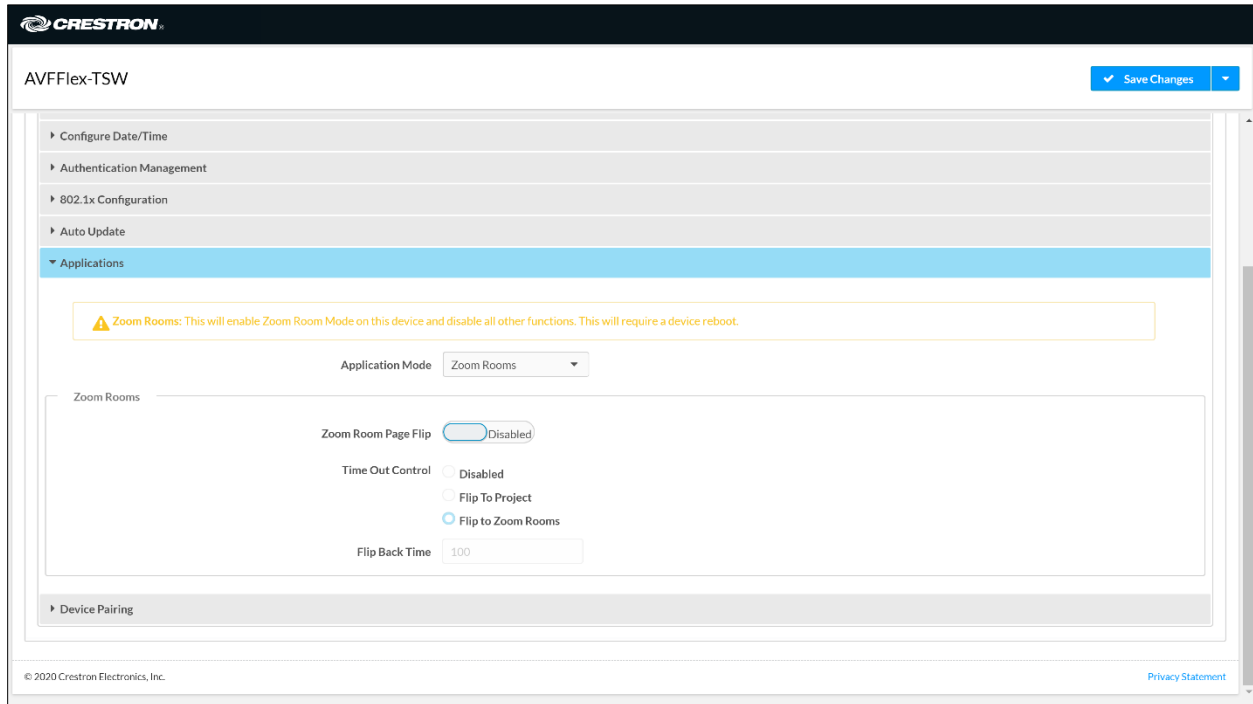 CRESTRON®
AVFFlex-TSW
Save Changes
Configure Date/Time
Authentication Management
802.1x Configuration
Auto Update
Applications
Zoom Rooms: This will enable Zoom Room Mode on this device and disable all other functions. This will require a device reboot.
Application Mode Zoom Rooms
Zoom Rooms
Zoom Room Page Flip Disabled
Time Out Control Disabled
Flip To Project
Flip to Zoom Rooms
Flip Back Time 100
Device Pairing
© 2020 Crestron Electronics, Inc. Privacy Statement